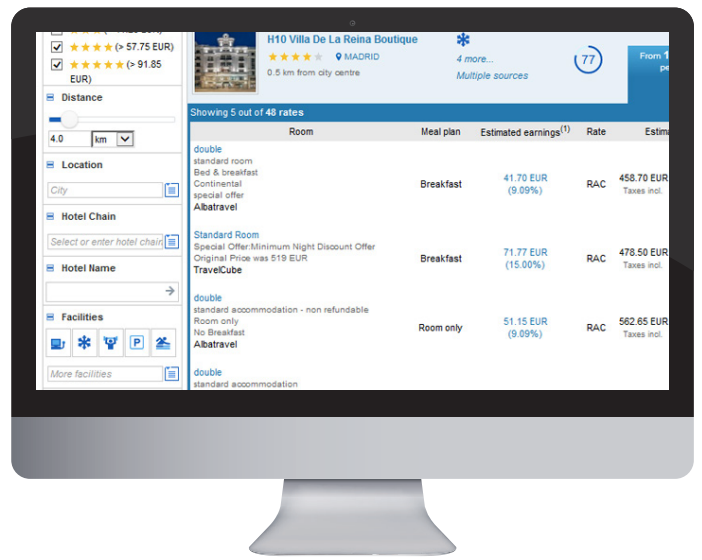 (> 57.75 EUR)
(> 91.85
EUR)
Distance
4.0 km
Location
City
Hotel Chain
Select or enter hotel chain
Hotel Name
Facilities
P
More facilities
H10 Villa De La Reina Boutique
MADRID
0.5 km from city centre
4 more...
Multiple sources
77
From 1
pe
Showing 5 out of 48 rates
Room Meal plan Estimated earnings(1) Rate Estima
double
standard room
Bed & breakfast
Continental
special offer
Albatravel
Breakfast
41.70 EUR
(9.09%)
RAC
458.70 EUR
Taxes incl.
Standard Room
Special Offer:Minimum Night Discount Offer
Original Price was 519 EUR
TravelCube
Breakfast
71.77 EUR
(15.00%)
RAC
478.50 EUR
Taxes incl.
double
standard accommodation - non refundable
Room only
No Breakfast
Albatravel
Room only
51.15 EUR
(9.09%)
RAC
562.65 EUR
Taxes incl.
double
standard accommodation